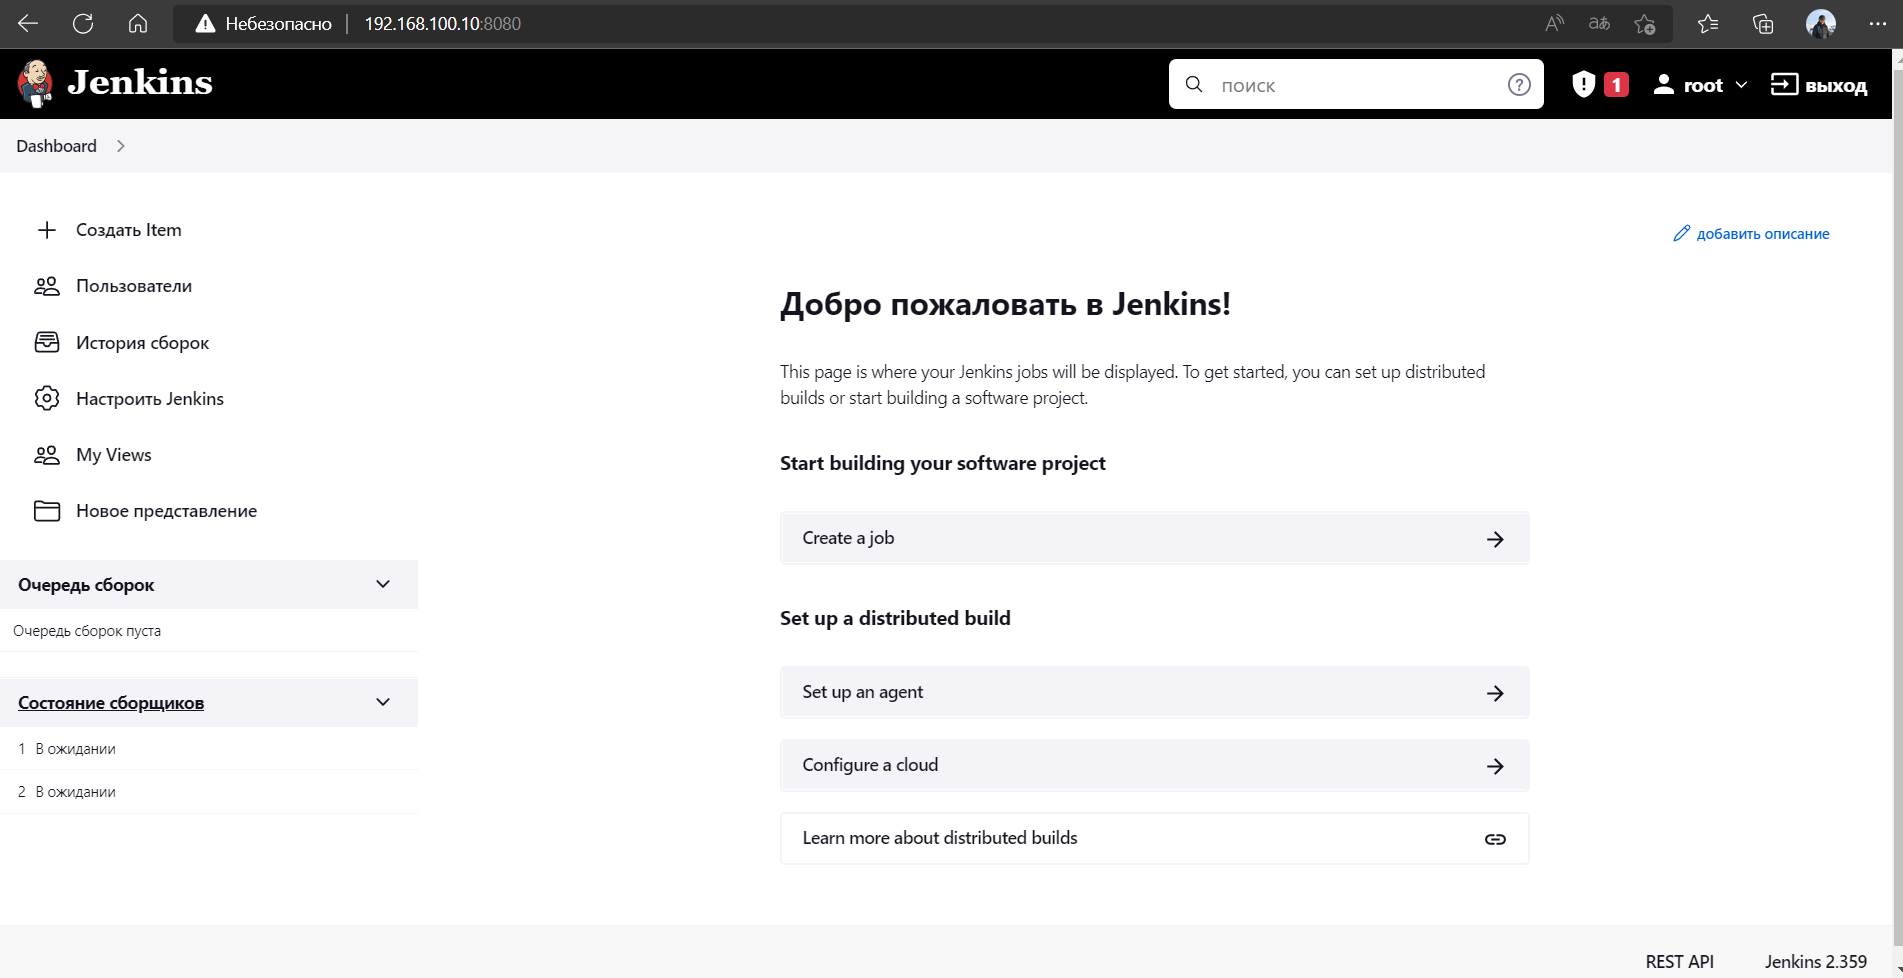 Небезопасно
192.168.100.10:8080
Jenkins
поиск
1
root
выход
Dashboard
Создать Item
Пользователи
История сборок
Настроить Jenkins
My Views
Новое представление
Очередь сборок
Очередь сборок пуста
Состояние сборщиков
1 В ожидании
2 В ожидании
добавить описание
Добро пожаловать в Jenkins!
This page is where your Jenkins jobs will be displayed. To get started, you can set up distributed
builds or start building a software project.
Start building your software project
Create a job
Set up a distributed build
Set up an agent
Configure a cloud
Learn more about distributed builds
REST API
Jenkins 2.359